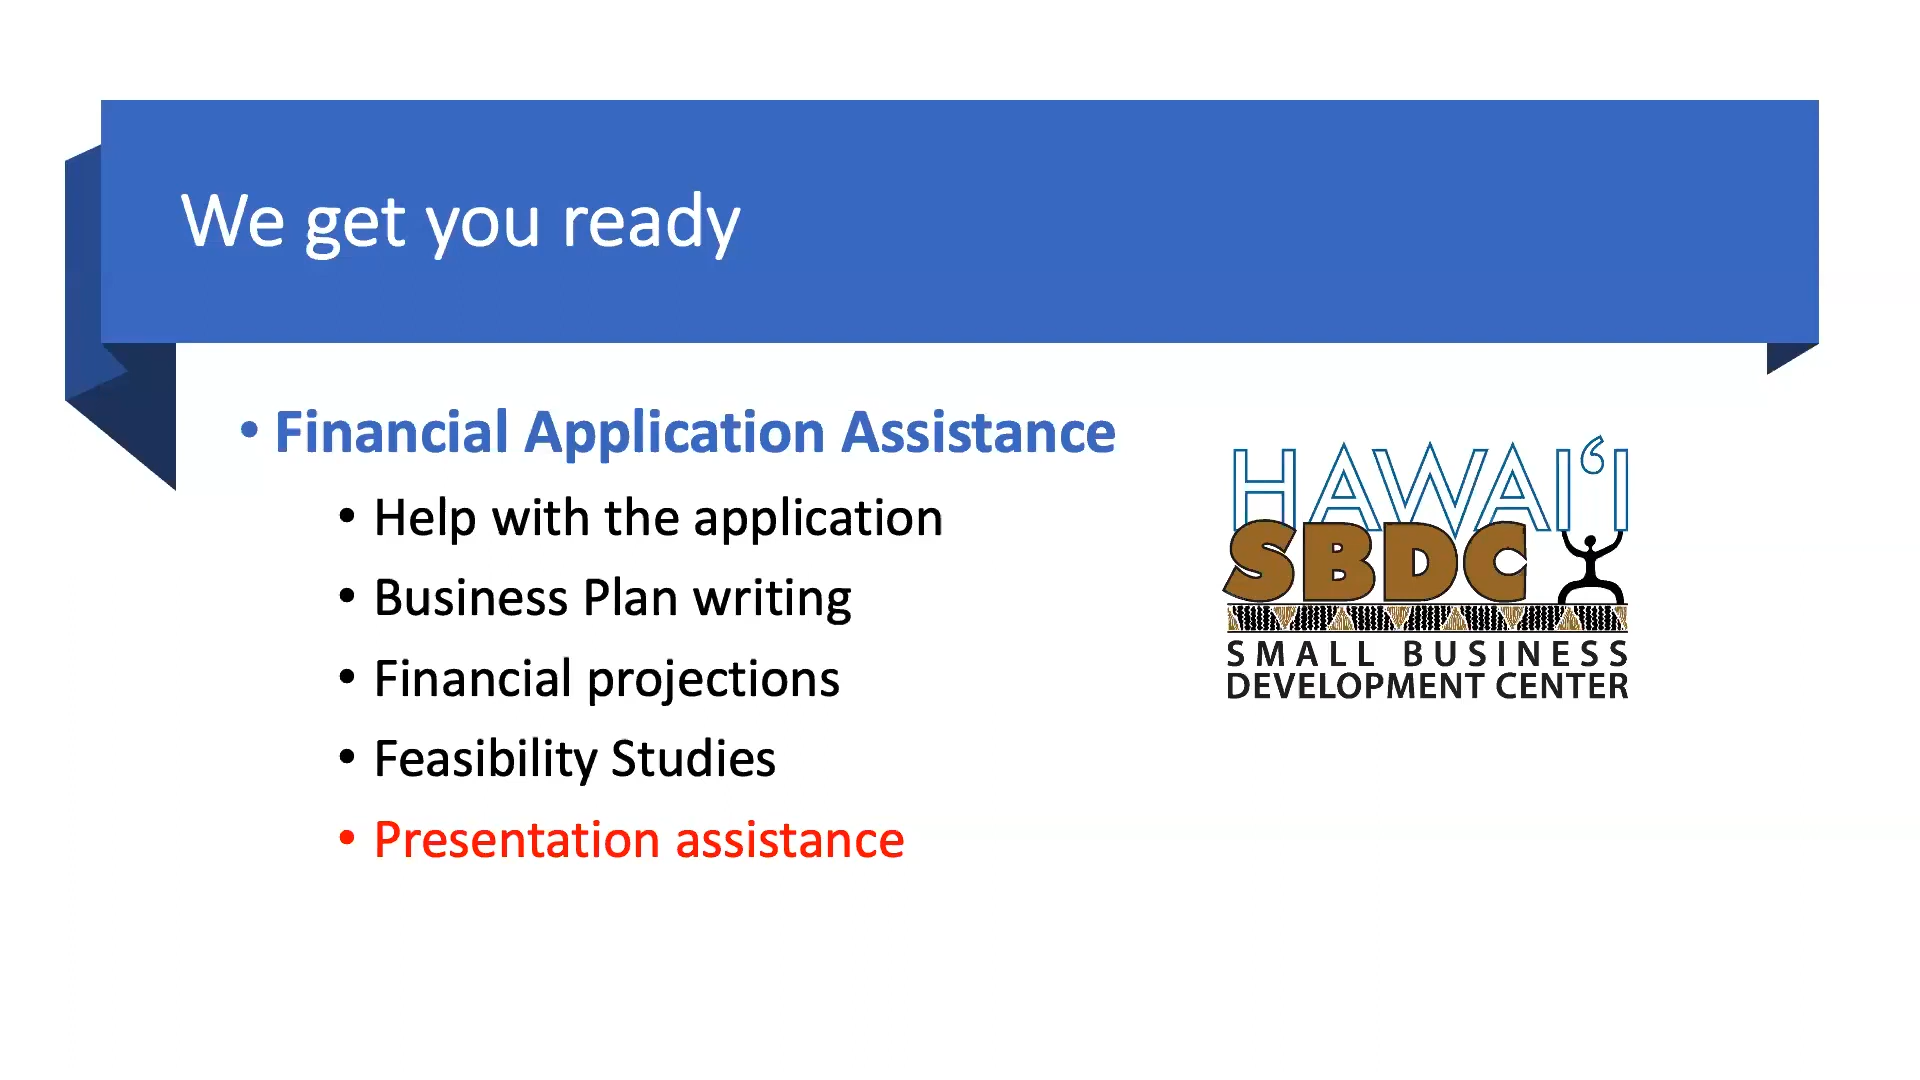 We get you ready
• Financial Application Assistance
• Help with the application
• Business Plan writing
• Financial projections
• Feasibility Studies
• Presentation assistance
HAWAIʻI
SBDC
SMALL BUSINESS
DEVELOPMENT CENTER